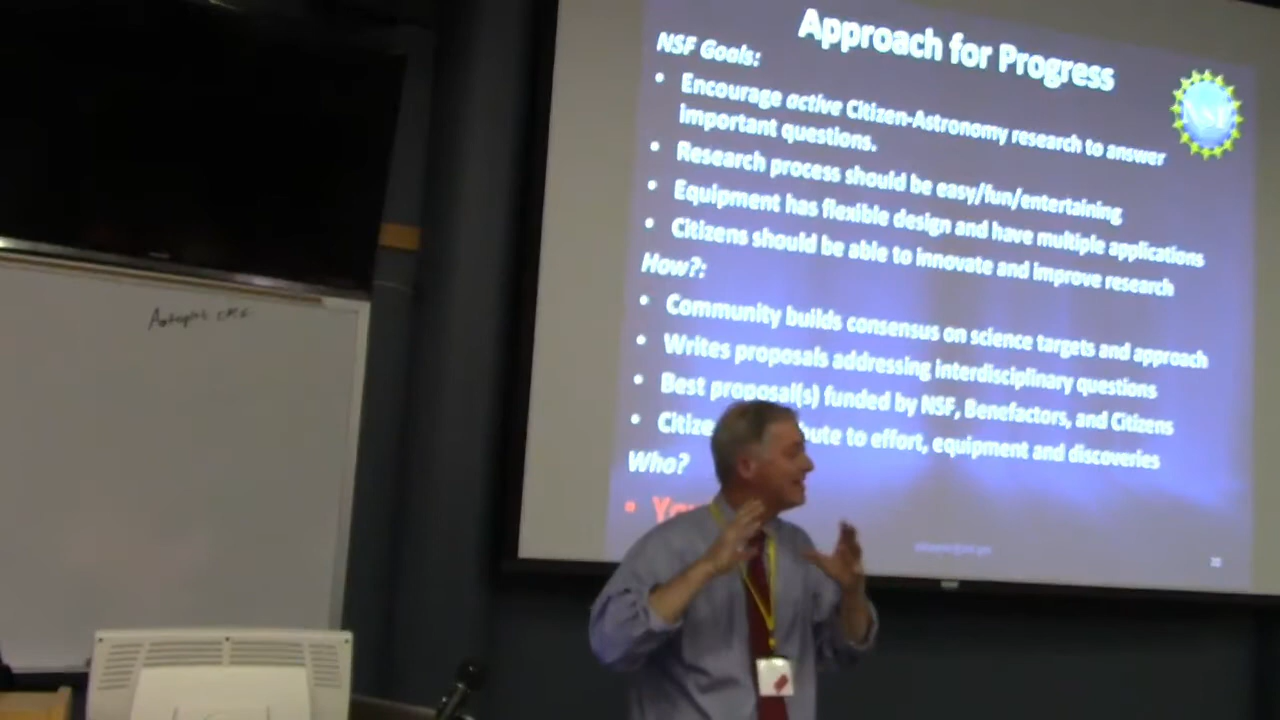 Approach for Progress
NSF Goals:
NSF
• Encourage active Citizen-Astronomy research to answer
important questions.
• Research process should be easy/fun/entertaining
• Equipment has flexible design and have multiple applications
• Citizens should be able to innovate and improve research
How?:
• Community builds consensus on science targets and approach
• Writes proposals addressing interdisciplinary questions
• Best proposal(s) funded by NSF, Benefactors, and Citizens
• to effort, equipment and discoveries
Who?